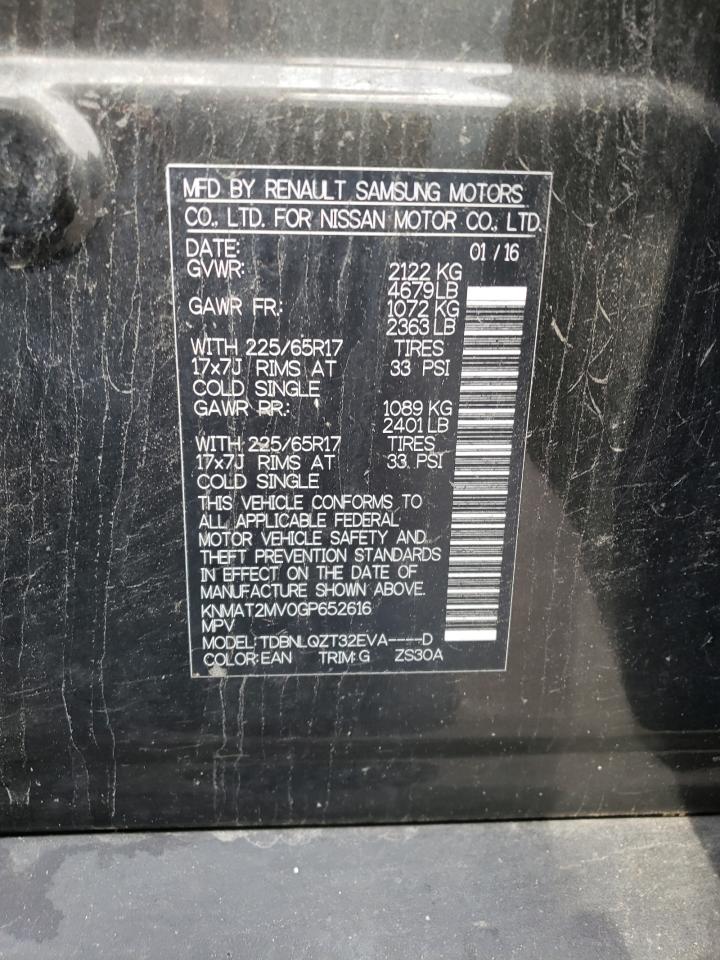 MFD BY RENAULT SAMSUNG MOTORS
CO., LTD. FOR NISSAN MOTOR CO., LTD.
DATE: 01 / 16
GVWR: 2122 KG
4679 LB
GAWR FR.: 1072 KG
2363 LB
WITH 225/65R17 TIRES
17x7J RIMS AT 33 PSI
COLD SINGLE
GAWR RR.: 1089 KG
2401 LB
WITH 225/65R17 TIRES
17x7J RIMS AT 33 PSI
COLD SINGLE
THIS VEHICLE CONFORMS TO
ALL APPLICABLE FEDERAL
MOTOR VEHICLE SAFETY AND
THEFT PREVENTION STANDARDS
IN EFFECT ON THE DATE OF
MANUFACTURE SHOWN ABOVE.
KNMAT2MV0GP652616
MPV
MODEL: TDBNLQZT32EVA----D
COLOR: EAN TRIM: G ZS30A